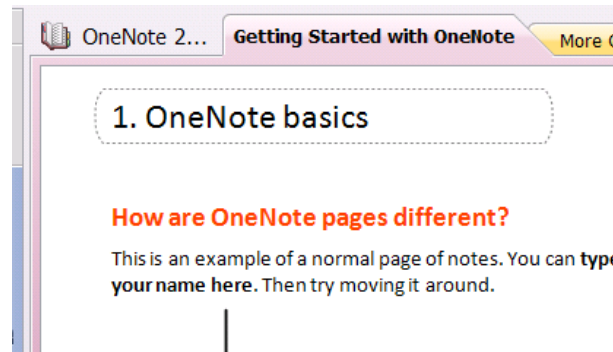 OneNote 2... Getting Started with OneNote More
1. OneNote basics
How are OneNote pages different?
This is an example of a normal page of notes. You can type
your name here. Then try moving it around.